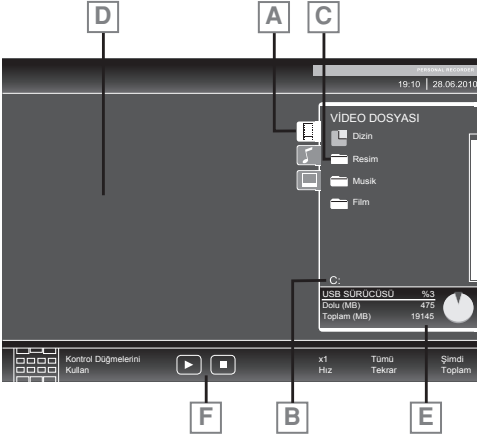 D A C
PERSONAL RECORDER
19:10 | 28.06.2010
VİDEO DOSYASI
Dizin
Resim
Musik
Film
C:
USB SÜRÜCÜSÜ %3
Dolu (MB) 475
Toplam (MB) 19145
Kontrol Düğmelerini
Kullan
x1 Tümü Şimdi
Hız Tekrar Toplam
F B E